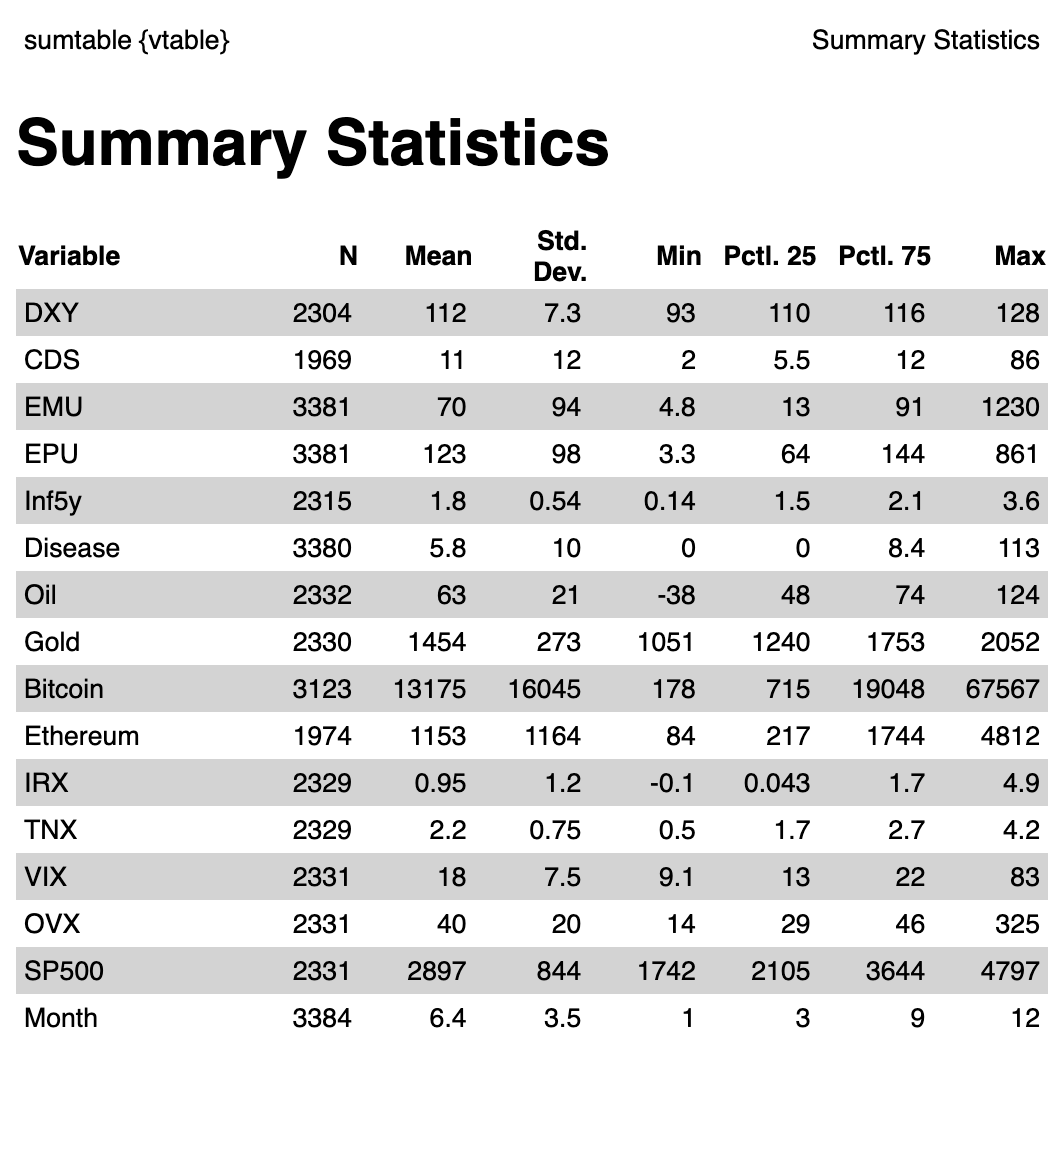 sumtable {vtable} Summary Statistics
Summary Statistics
Variable N Mean Std. Dev. Min Pctl. 25 Pctl. 75 Max
DXY 2304 112 7.3 93 110 116 128
CDS 1969 11 12 2 5.5 12 86
EMU 3381 70 94 4.8 13 91 1230
EPU 3381 123 98 3.3 64 144 861
Inf5y 2315 1.8 0.54 0.14 1.5 2.1 3.6
Disease 3380 5.8 10 0 0 8.4 113
Oil 2332 63 21 -38 48 74 124
Gold 2330 1454 273 1051 1240 1753 2052
Bitcoin 3123 13175 16045 178 715 19048 67567
Ethereum 1974 1153 1164 84 217 1744 4812
IRX 2329 0.95 1.2 -0.1 0.043 1.7 4.9
TNX 2329 2.2 0.75 0.5 1.7 2.7 4.2
VIX 2331 18 7.5 9.1 13 22 83
OVX 2331 40 20 14 29 46 325
SP500 2331 2897 844 1742 2105 3644 4797
Month 3384 6.4 3.5 1 3 9 12